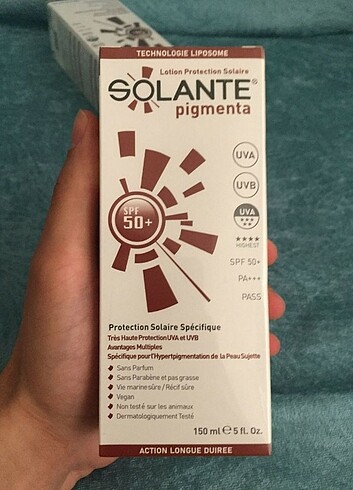 TECHNOLOGIE LIPOSOME
Lotion Protection Solaire
SOLANTE®
pigmenta
UVA
UVB
UVA
★★★
★★
★★★★
HIGHEST
SPF
50+
SPF 50+
PA+++
PASS
Protection Solaire Spécifique
Très Haute Protection UVA et UVB
Avantages Multiples
Spécifique pour l'Hypertpigmentation de la Peau Sujette
Sans Parfum
Sans Parabène et pas grasse
Vie marine sûre / Récif sûre
Vegan
Non testé sur les animaux
Dermatologiquement Testé
150 ml ℮ 5 fl. Oz.
ACTION LONGUE DUIREE